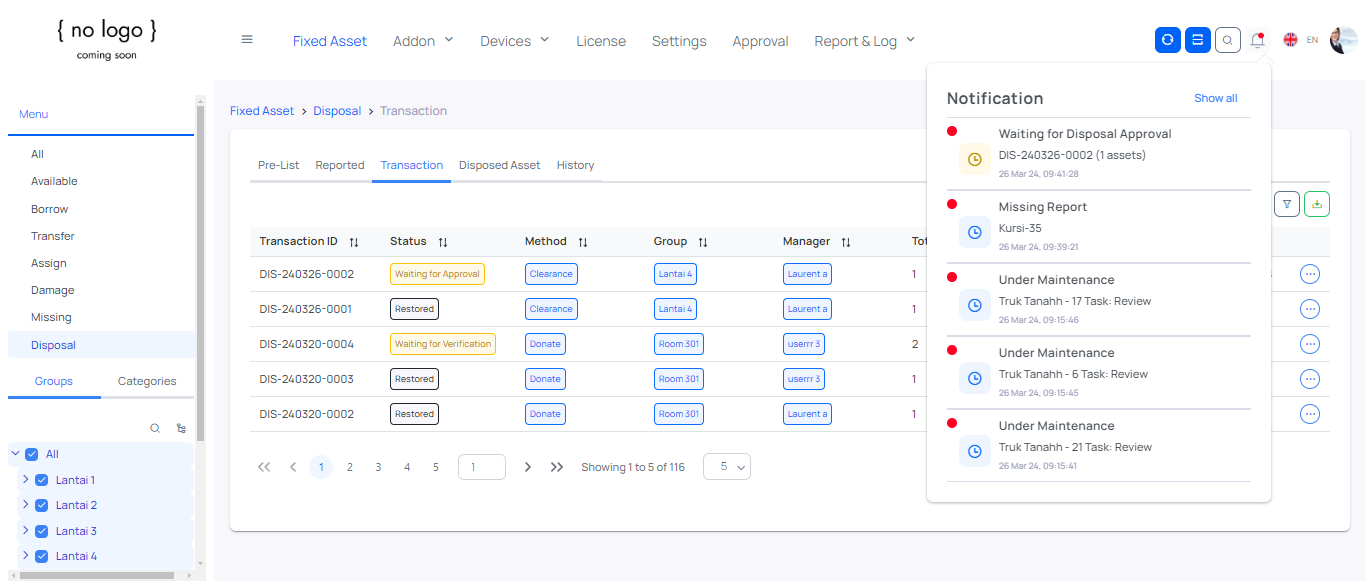 { no logo }
coming soon
Fixed Asset Addon Devices License Settings Approval Report & Log EN
Menu
All
Available
Borrow
Transfer
Assign
Damage
Missing
Disposal
Groups Categories
All
Lantai 1
Lantai 2
Lantai 3
Lantai 4
Fixed Asset > Disposal > Transaction
Pre-List Reported Transaction Disposed Asset History
Transaction ID Status Method Group Manager Tot
DIS-240326-0002 Waiting for Approval Clearance Lantai 4 Laurent a 1
DIS-240326-0001 Restored Clearance Lantai 4 Laurent a 1
DIS-240320-0004 Waiting for Verification Donate Room 301 userrr 3 2
DIS-240320-0003 Restored Donate Room 301 userrr 3 1
DIS-240320-0002 Restored Donate Room 301 Laurent a 1
1 2 3 4 5 1 Showing 1 to 5 of 116 5
Notification Show all
Waiting for Disposal Approval
DIS-240326-0002 (1 assets)
26 Mar 24, 09:41:28
Missing Report
Kursi-35
26 Mar 24, 09:39:21
Under Maintenance
Truk Tanahh - 17 Task: Review
26 Mar 24, 09:15:46
Under Maintenance
Truk Tanahh - 6 Task: Review
26 Mar 24, 09:15:45
Under Maintenance
Truk Tanahh - 21 Task: Review
26 Mar 24, 09:15:41